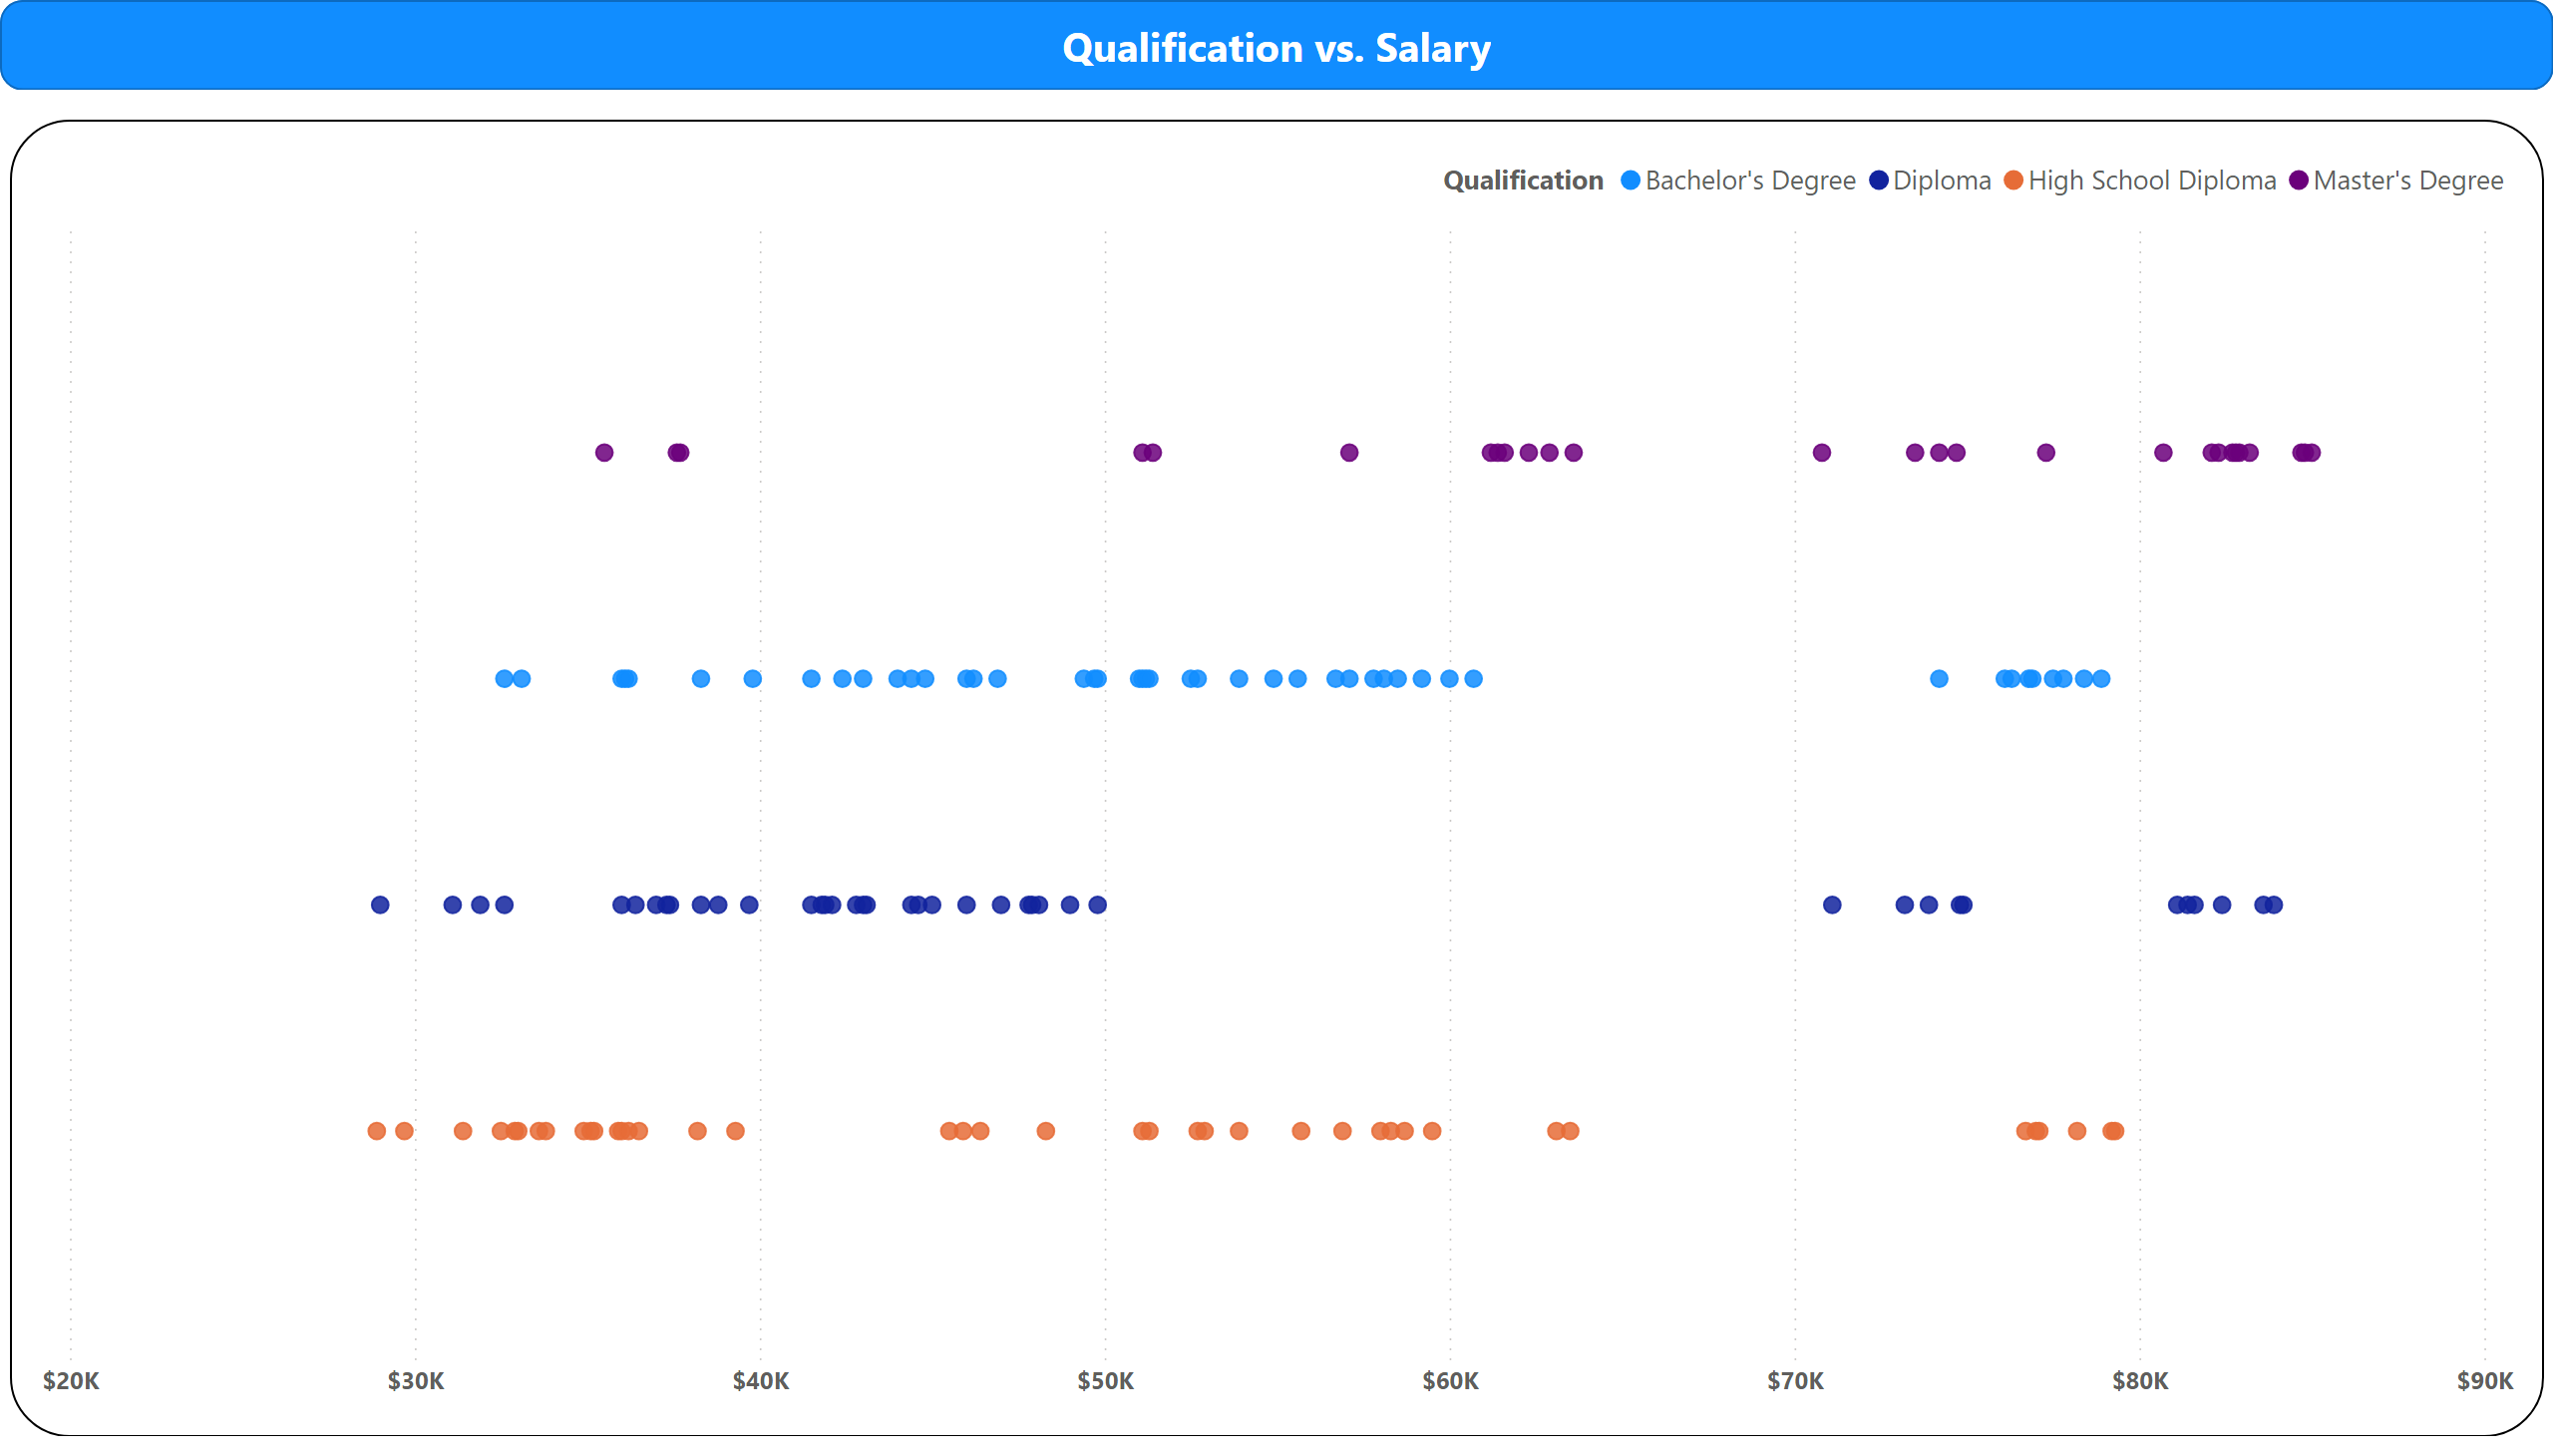 Qualification vs. Salary
Qualification Bachelor's Degree Diploma High School Diploma Master's Degree
$20K $30K $40K $50K $60K $70K $80K $90K